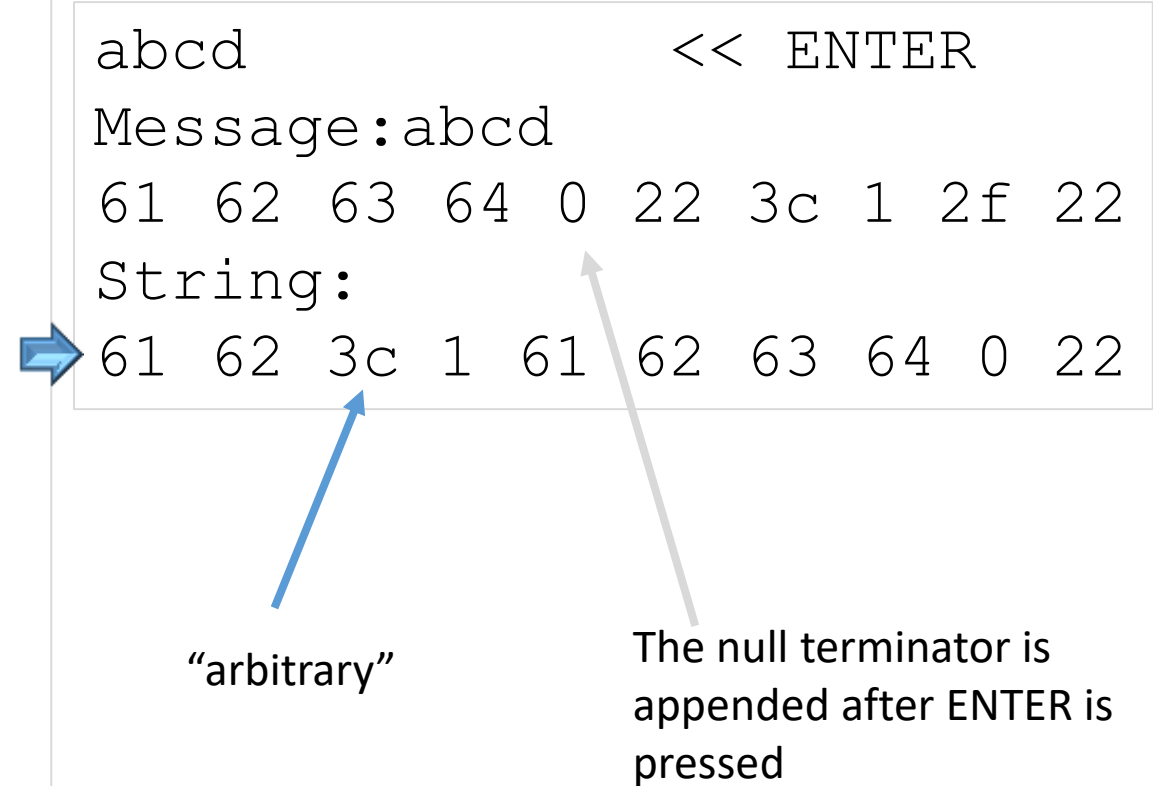 abcd << ENTER
Message:abcd
61 62 63 64 0 22 3c 1 2f 22
String:
61 62 3c 1 61 62 63 64 0 22
“arbitrary”
The null terminator is
appended after ENTER is
pressed